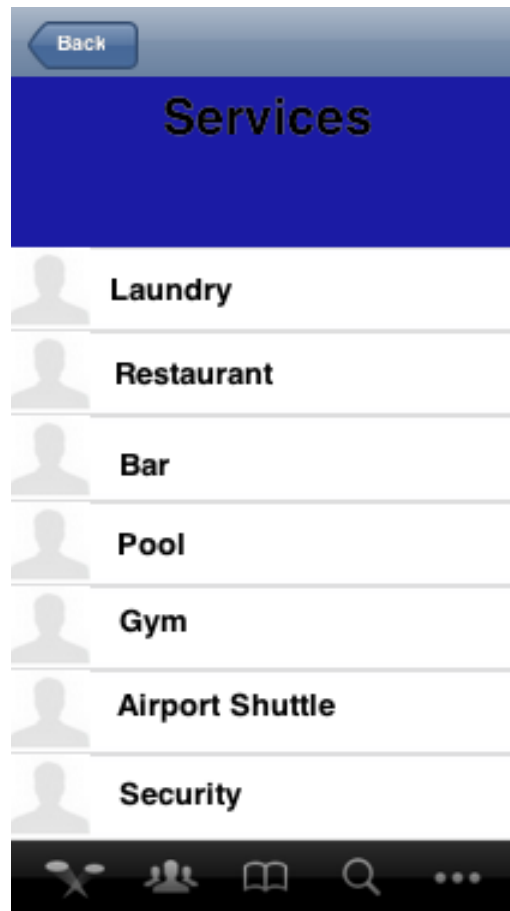 Back
Services
Laundry
Restaurant
Bar
Pool
Gym
Airport Shuttle
Security